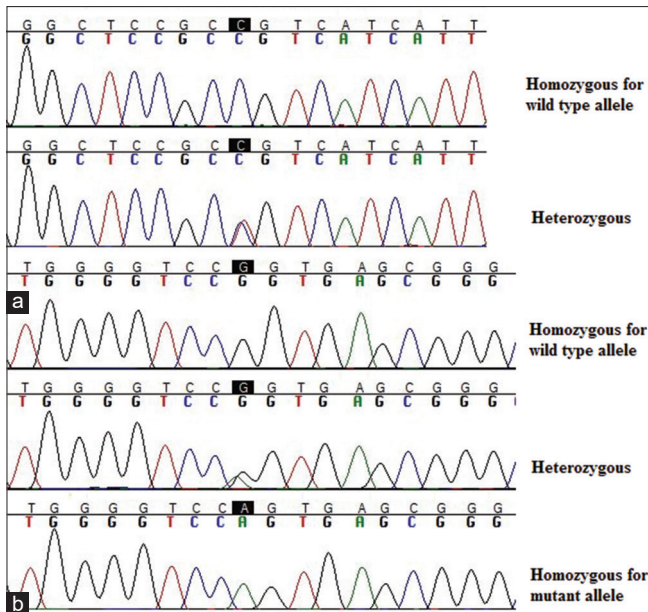 G G C T C C G C C G T C A T C A T T
G G C T C C G C C G T C A T C A T T
Homozygous for
wild type allele
G G C T C C G C C G T C A T C A T T
G G C T C C G C C G T C A T C A T T
Heterozygous
a
T G G G G T C C G G T G A G C G G G
T G G G G T C C G G T G A G C G G G
Homozygous for
wild type allele
T G G G G T C C G G T G A G C G G G
T G G G G T C C G G T G A G C G G G
Heterozygous
T G G G G T C C A G T G A G C G G G
T G G G G T C C A G T G A G C G G G
b
Homozygous for
mutant allele